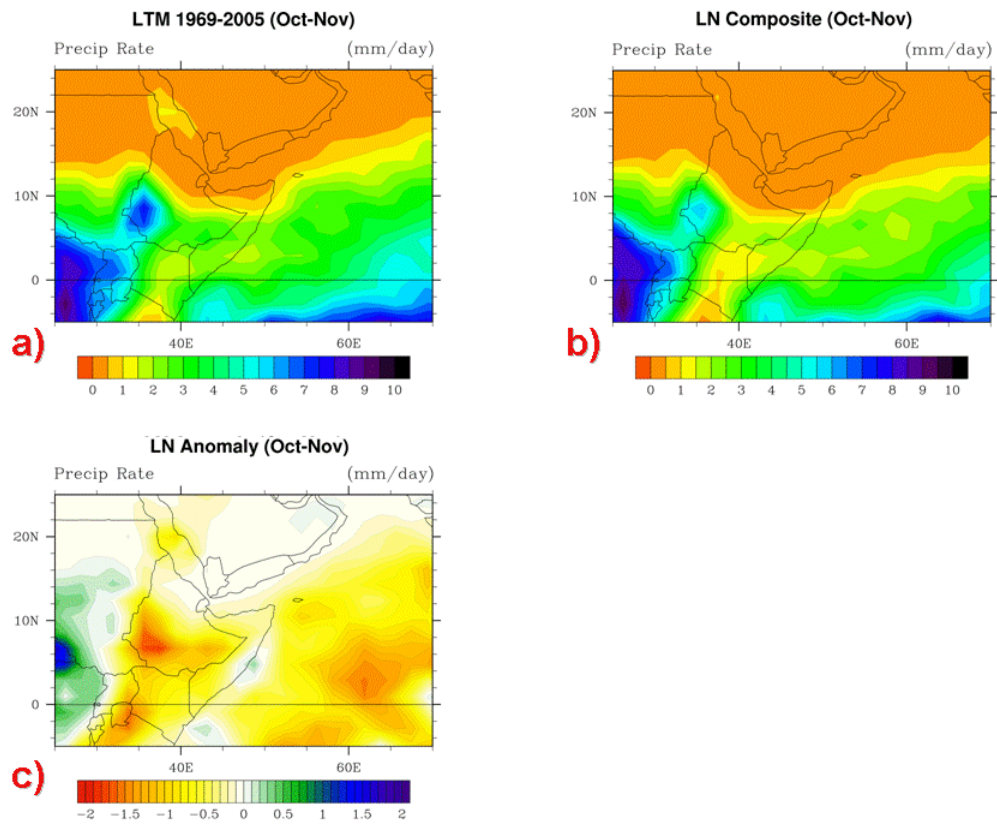 LTM 1969-2005 (Oct-Nov)
Precip Rate (mm/day)
20N
10N
0
40E 60E
a)
0 1 2 3 4 5 6 7 8 9 10
LN Composite (Oct-Nov)
Precip Rate (mm/day)
20N
10N
0
40E 60E
b)
0 1 2 3 4 5 6 7 8 9 10
LN Anomaly (Oct-Nov)
Precip Rate (mm/day)
20N
10N
0
40E 60E
c)
−2 −1.5 −1 −0.5 0 0.5 1 1.5 2